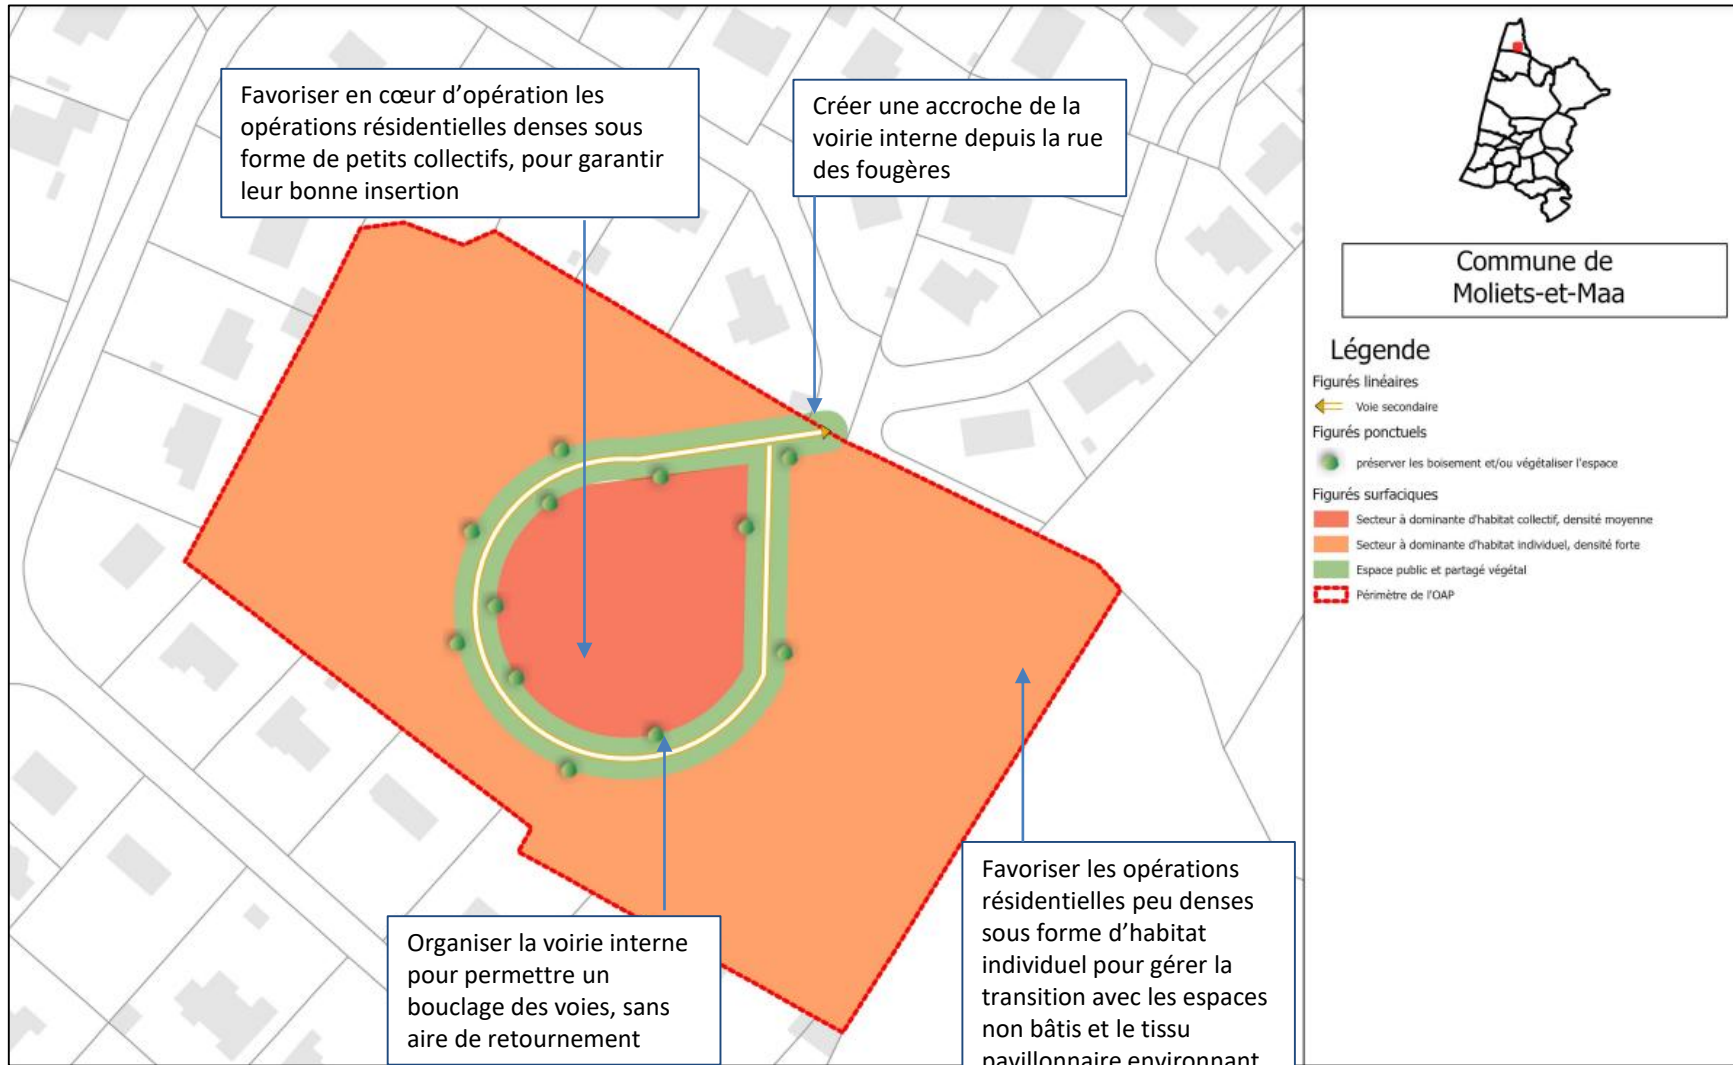 Favoriser en cœur d'opération les
opérations résidentielles denses sous
forme de petits collectifs, pour garantir
leur bonne insertion
Créer une accroche de la
voirie interne depuis la rue
des fougères
Organiser la voirie interne
pour permettre un
bouclage des voies, sans
aire de retournement
Favoriser les opérations
résidentielles peu denses
sous forme d'habitat
individuel pour gérer la
transition avec les espaces
non bâtis et le tissu
pavillonnaire environnant
Commune de
Moliets-et-Maa
Légende
Figurés linéaires
Voie secondaire
Figurés ponctuels
préserver les boisement et/ou végétaliser l'espace
Figurés surfaciques
Secteur à dominante d'habitat collectif, densité moyenne
Secteur à dominante d'habitat individuel, densité forte
Espace public et partagé végétal
Périmètre de l'OAP